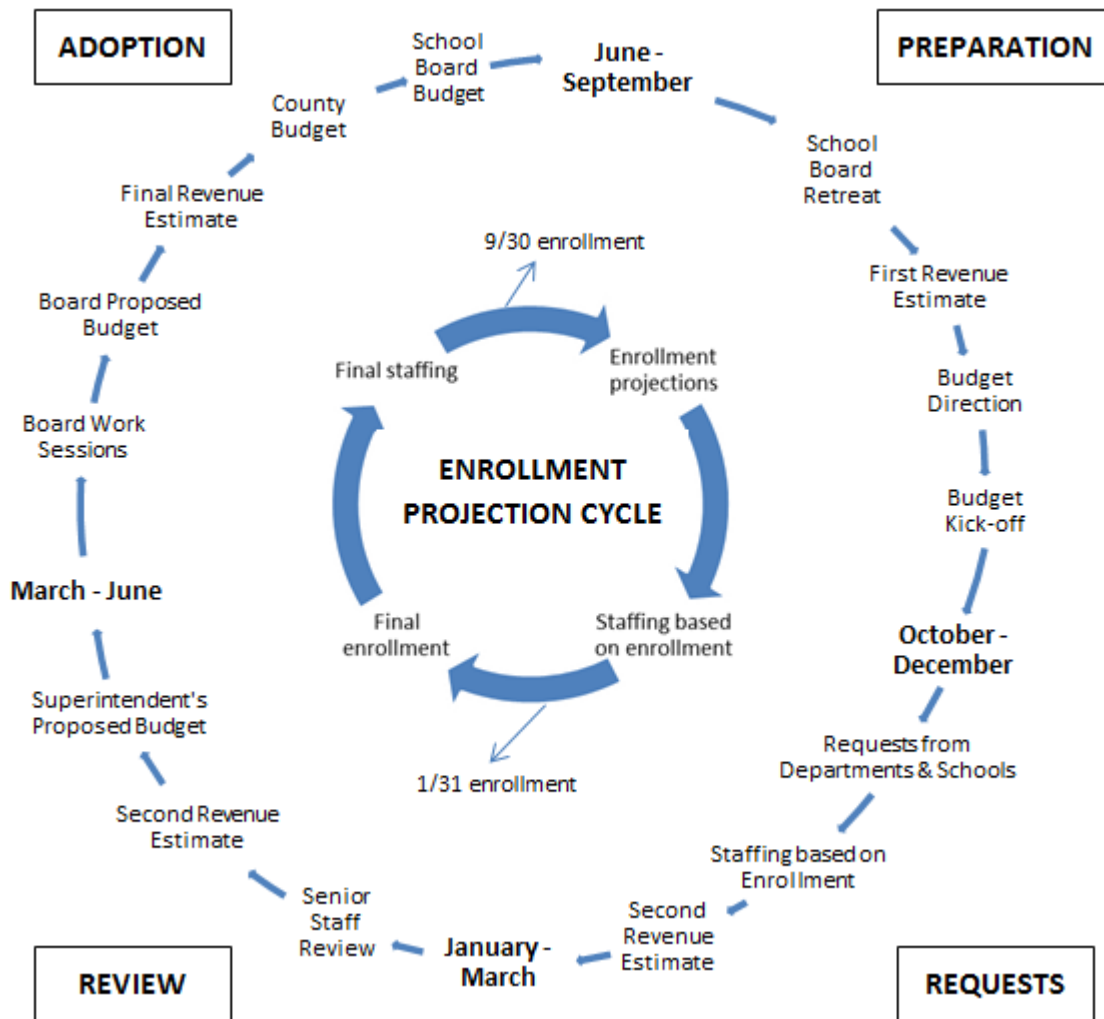 ADOPTION
PREPARATION
School
Board
Budget
June -
September
County
Budget
School
Board
Retreat
Final Revenue
Estimate
9/30 enrollment
First Revenue
Estimate
Board Proposed
Budget
Final staffing
Enrollment
projections
Budget
Direction
Board Work
Sessions
ENROLLMENT
PROJECTION CYCLE
Budget
Kick-off
March - June
Final
enrollment
Staffing based
on enrollment
October -
December
Superintendent's
Proposed Budget
1/31 enrollment
Requests from
Departments & Schools
Second Revenue
Estimate
Staffing based on
Enrollment
Senior
Staff
Review
January -
March
Second
Revenue
Estimate
REVIEW
REQUESTS